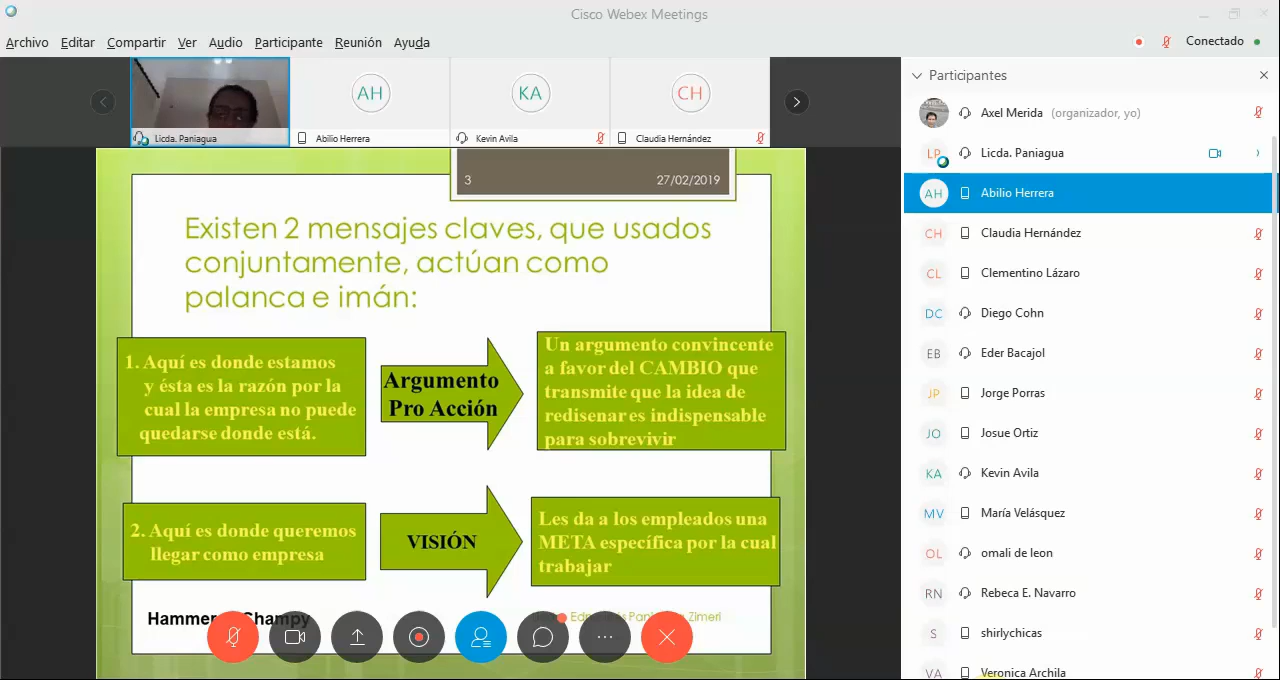 Cisco Webex Meetings
Archivo Editar Compartir Ver Audio Participante Reunión Ayuda
Conectado
Licda. Paniagua
AH
Abilio Herrera
KA
Kevin Avila
CH
Claudia Hernández
3
27/02/2019
Existen 2 mensajes claves, que usados
conjuntamente, actúan como
palanca e imán:
1. Aquí es donde estamos
y ésta es la razón por la
cual la empresa no puede
quedarse donde está.
Argumento
Pro Acción
Un argumento convincente
a favor del CAMBIO que
transmite que la idea de
redisenar es indispensable
para sobrevivir
2. Aquí es donde queremos
llegar como empresa
VISIÓN
Les da a los empleados una
META específica por la cual
trabajar
Champy
Zimeri
Participantes
Axel Merida (organizador, yo)
LP Licda. Paniagua
AH Abilio Herrera
CH Claudia Hernández
CL Clementino Lázaro
DC Diego Cohn
EB Eder Bacajol
JP Jorge Porras
JO Josue Ortiz
KA Kevin Avila
MV María Velásquez
OL omali de leon
RN Rebeca E. Navarro
S shirlychicas
VA Veronica Archila